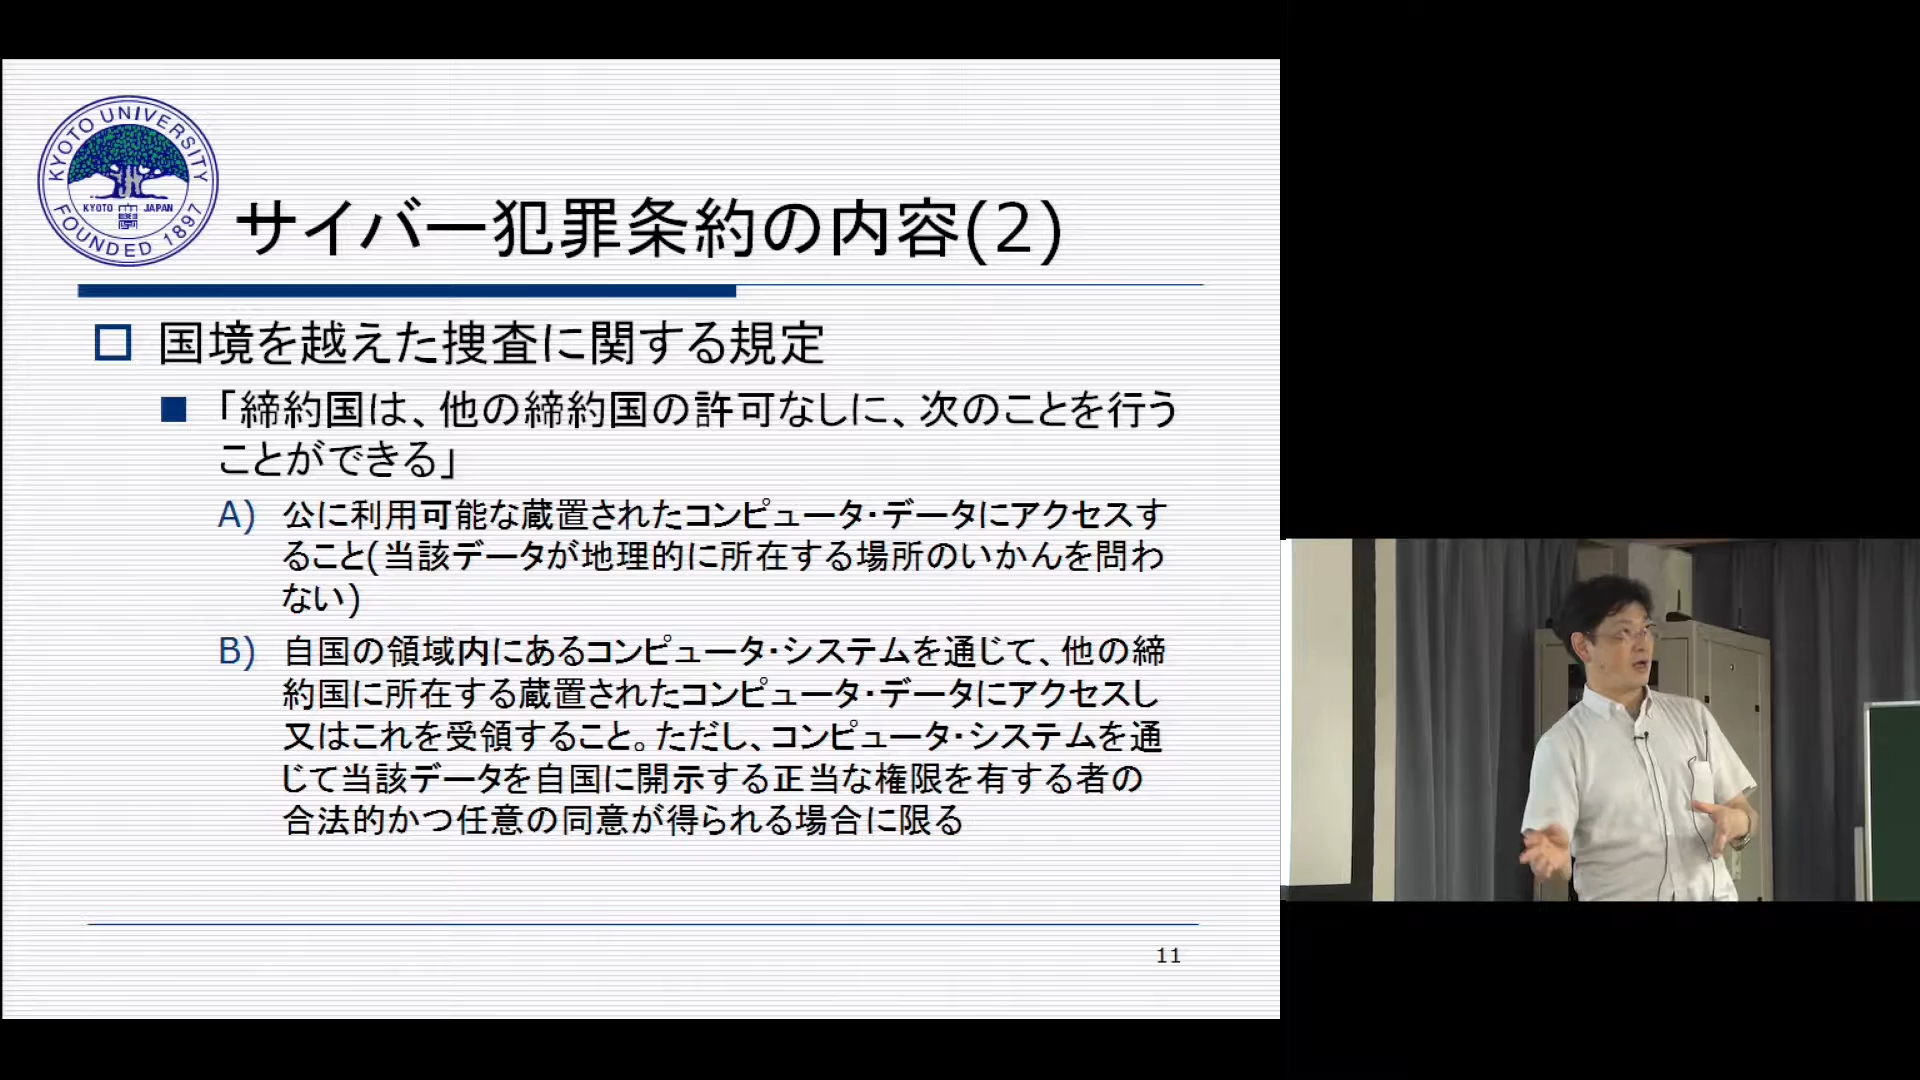 KYOTO UNIVERSITY
KYOTO JAPAN
FOUNDED 1897
サイバー犯罪条約の内容(2)
国境を越えた捜査に関する規定
「締約国は、他の締約国の許可なしに、次のことを行う
ことができる」
A) 公に利用可能な蔵置されたコンピュータ・データにアクセスす
ること(当該データが地理的に所在する場所のいかんを問わ
ない)
B) 自国の領域内にあるコンピュータ・システムを通じて、他の締
約国に所在する蔵置されたコンピュータ・データにアクセスし
又はこれを受領すること。ただし、コンピュータ・システムを通
じて当該データを自国に開示する正当な権限を有する者の
合法的かつ任意の同意が得られる場合に限る
11